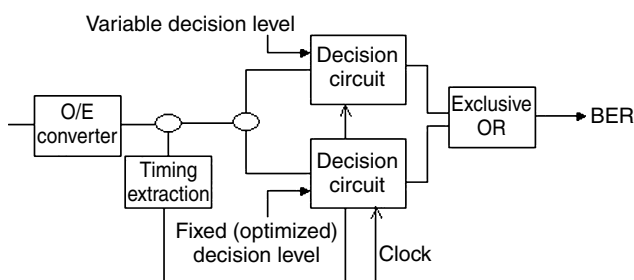 Variable decision level
Decision
circuit
O/E
converter
Exclusive
OR
BER
Timing
extraction
Decision
circuit
Fixed (optimized)
decision level
Clock